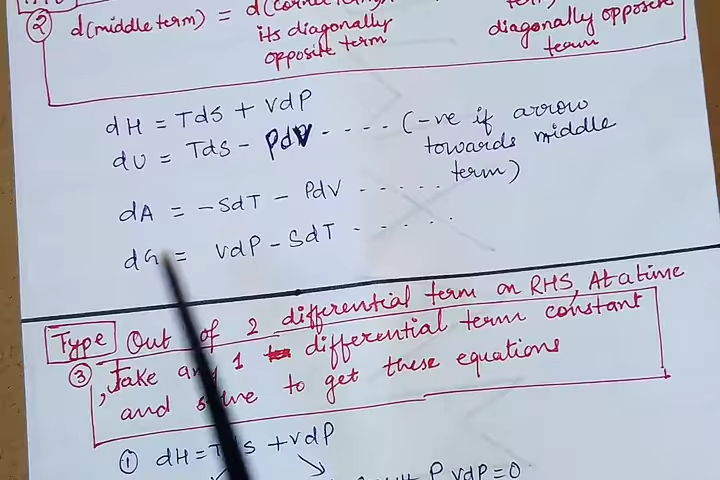 ② d(middle term) = d(corner term)
its diagonally opposite term
diagonally opposite term
dH = TdS + VdP
dU = TdS - PdV - - - - (-ve if arrow towards middle term)
dA = -SdT - PdV - - - - -
dG = VdP - SdT - - - - -
Type ③ Out of 2 differential term on RHS, At a time
, Take any 1 differential term constant
and solve to get these equations
① dH = TdS + VdP
P VdP = 0